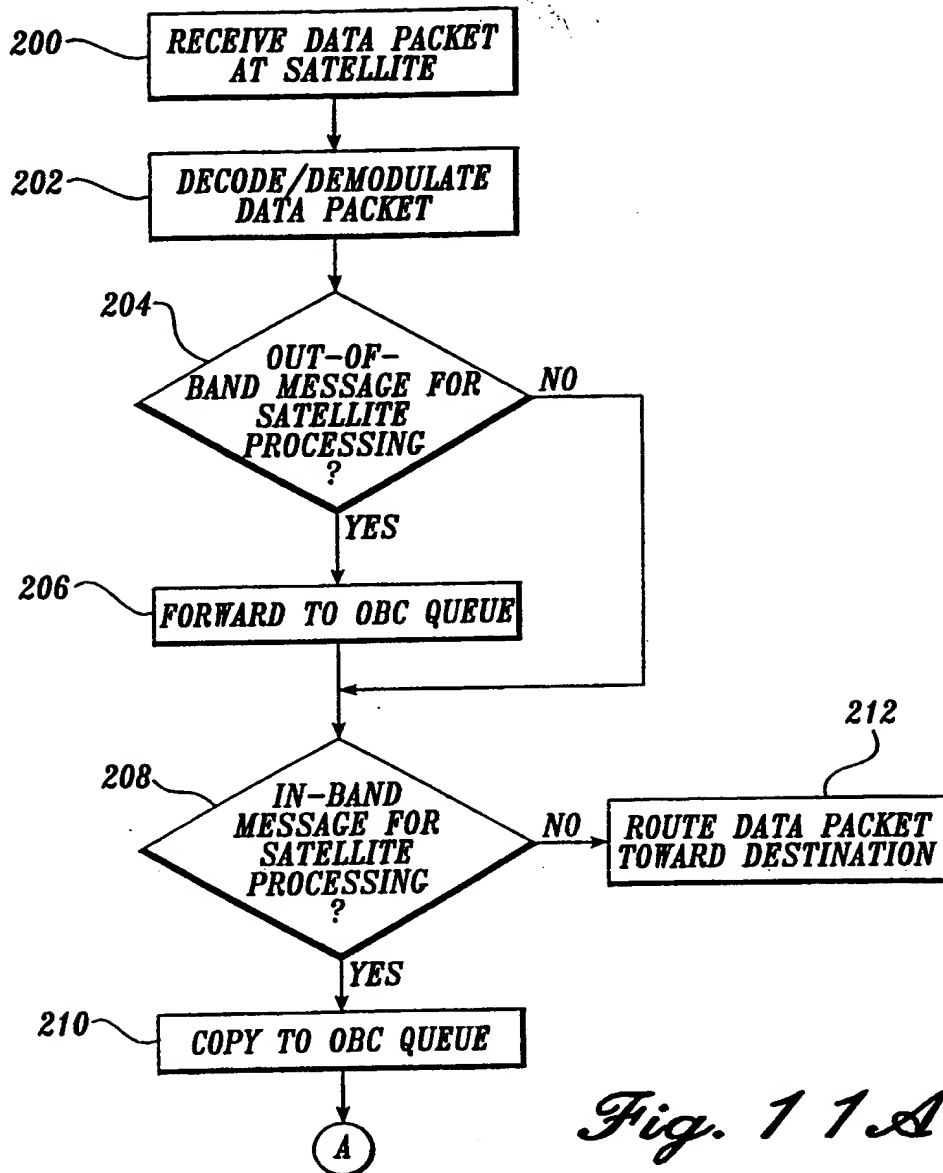 200
RECEIVE DATA PACKET
AT SATELLITE
202
DECODE/DEMODULATE
DATA PACKET
204
OUT-OF-
BAND MESSAGE FOR
SATELLITE
PROCESSING
?
NO
YES
206
FORWARD TO OBC QUEUE
208
IN-BAND
MESSAGE FOR
SATELLITE
PROCESSING
?
NO
212
ROUTE DATA PACKET
TOWARD DESTINATION
YES
210
COPY TO OBC QUEUE
A
Fig. 11A